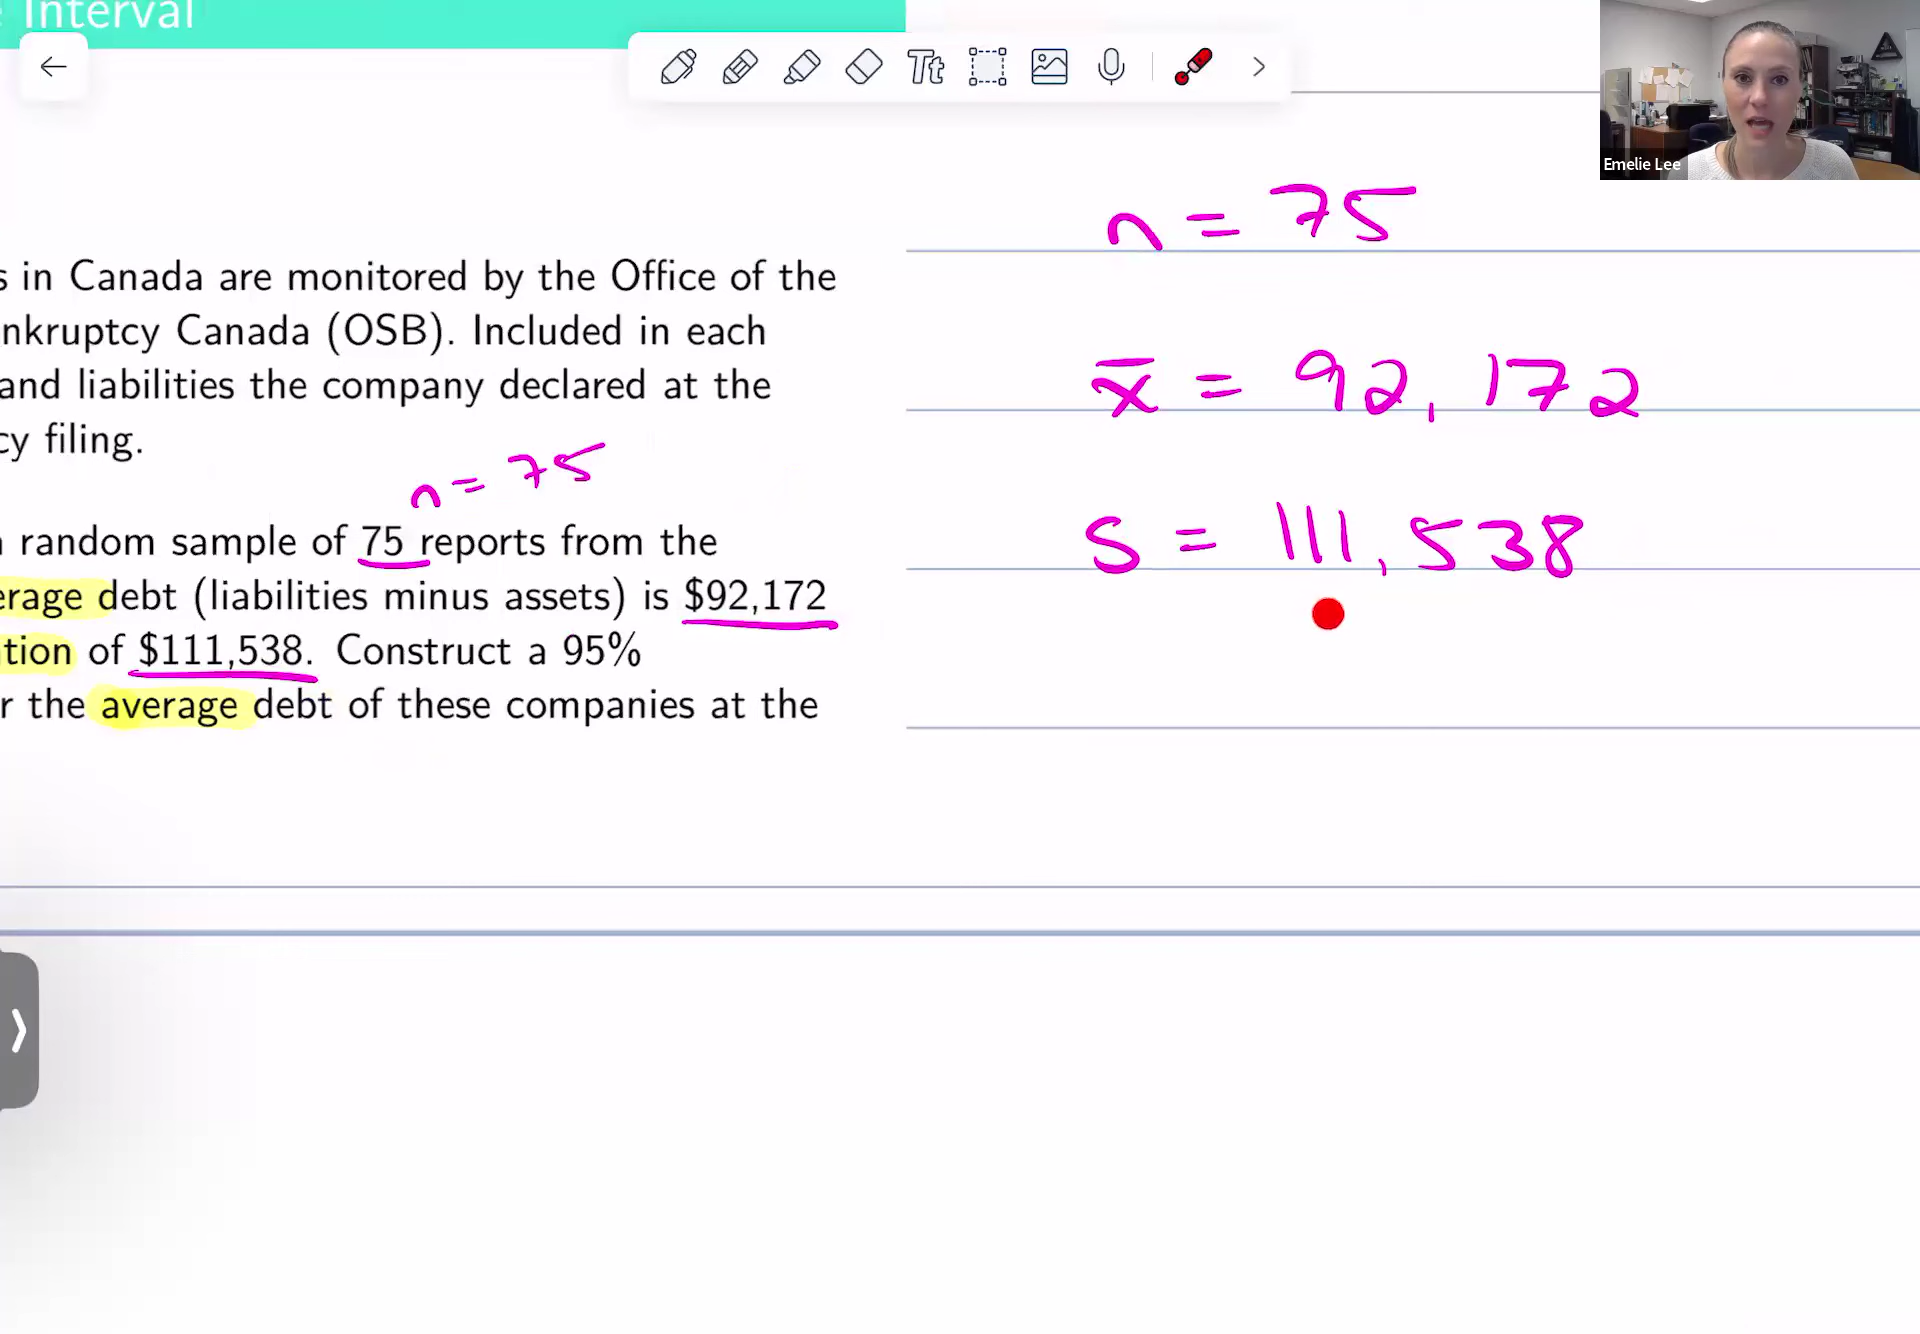 Interval
Tt
Emelie Lee
in Canada are monitored by the Office of the
nkruptcy Canada (OSB). Included in each
and liabilities the company declared at the
cy filing.
n = 75
random sample of 75 reports from the
erage debt (liabilities minus assets) is $92,172
tion of $111,538. Construct a 95%
r the average debt of these companies at the
n = 75
x̄ = 92,172
s = 111,538